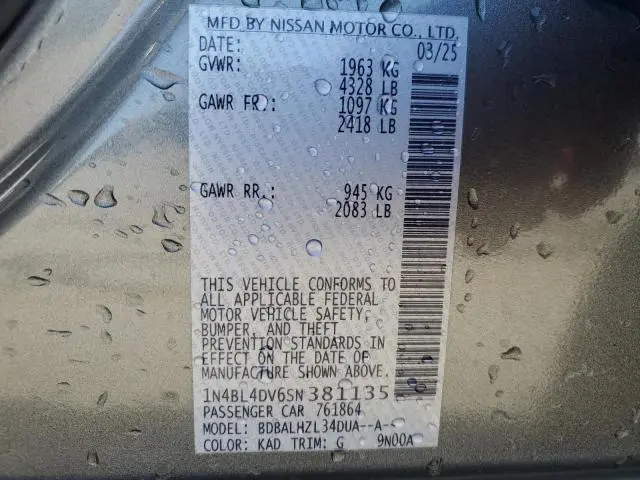 MFD BY NISSAN MOTOR CO., LTD.
DATE: 03/25
GVWR: 1963 KG
4328 LB
GAWR FR: 1097 KG
2418 LB
GAWR RR: 945 KG
2083 LB
THIS VEHICLE CONFORMS TO
ALL APPLICABLE FEDERAL
MOTOR VEHICLE SAFETY,
BUMPER, AND THEFT
PREVENTION STANDARDS IN
EFFECT ON THE DATE OF
MANUFACTURE SHOWN ABOVE.
1N4BL4DV6SN381135
PASSENGER CAR 761864
MODEL: BDBALHZL34DUA--A--
COLOR: KAD TRIM: G 9N00A